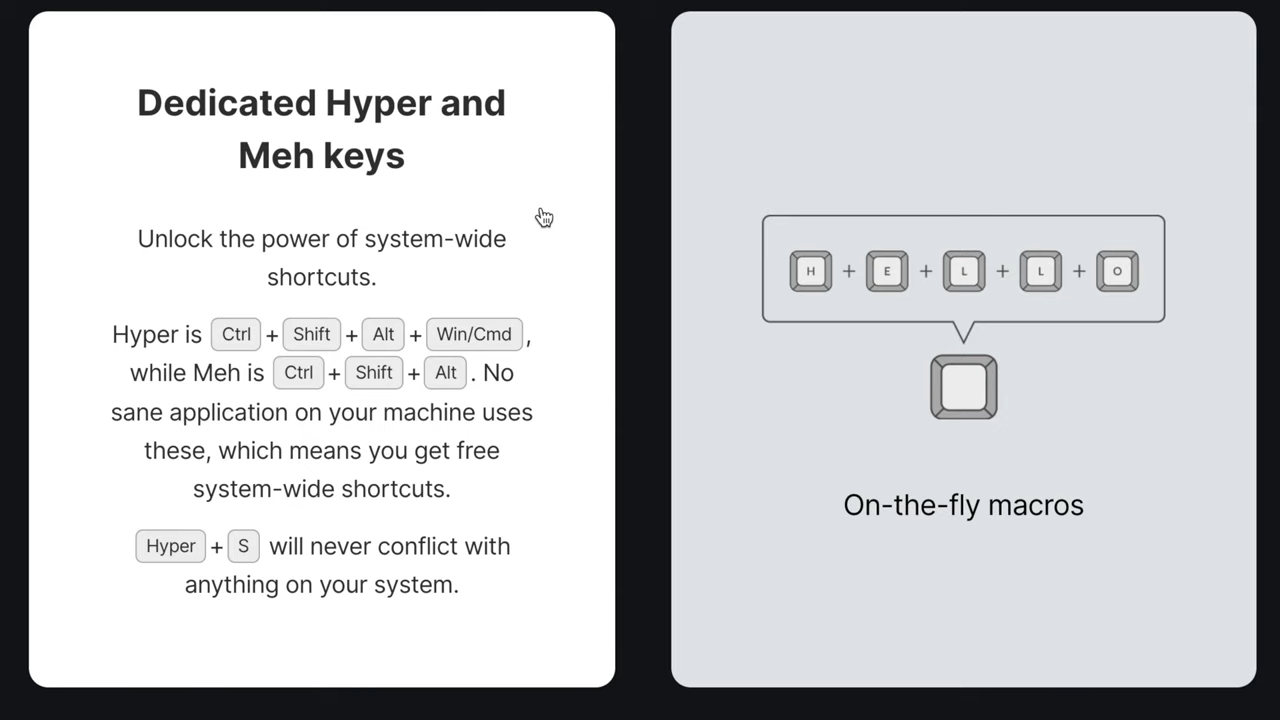 Dedicated Hyper and
Meh keys
Unlock the power of system-wide
shortcuts.
Hyper is Ctrl + Shift + Alt + Win/Cmd ,
while Meh is Ctrl + Shift + Alt . No
sane application on your machine uses
these, which means you get free
system-wide shortcuts.
Hyper + S will never conflict with
anything on your system.
H + E + L + L + O
On-the-fly macros